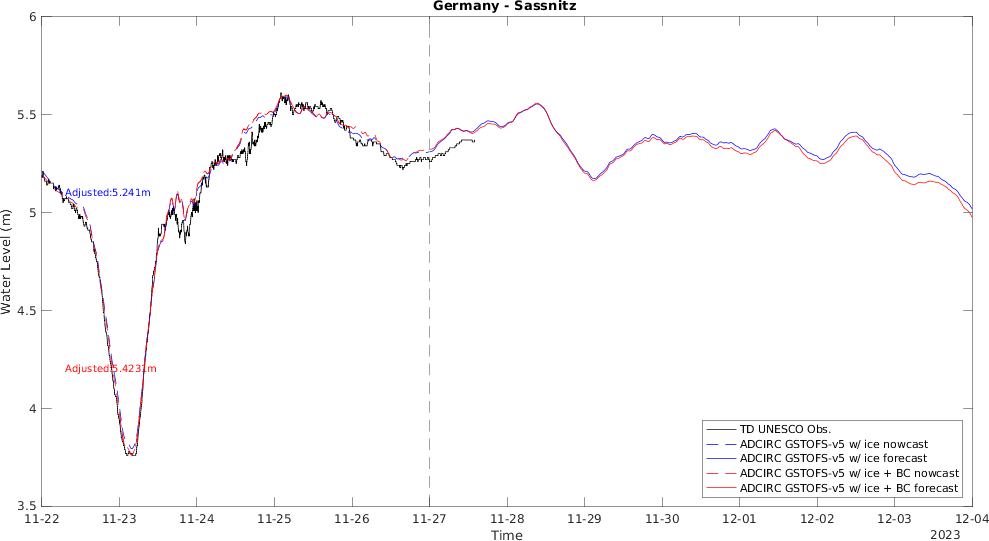 Germany - Sassnitz
6
5.5
5
4.5
4
3.5
Water Level (m)
Adjusted:5.241m
Adjusted:5.4231m
TD UNESCO Obs.
ADCIRC GSTOFS-v5 w/ ice nowcast
ADCIRC GSTOFS-v5 w/ ice forecast
ADCIRC GSTOFS-v5 w/ ice + BC nowcast
ADCIRC GSTOFS-v5 w/ ice + BC forecast
11-22 11-23 11-24 11-25 11-26 11-27 11-28 11-29 11-30 12-01 12-02 12-03 12-04
Time
2023